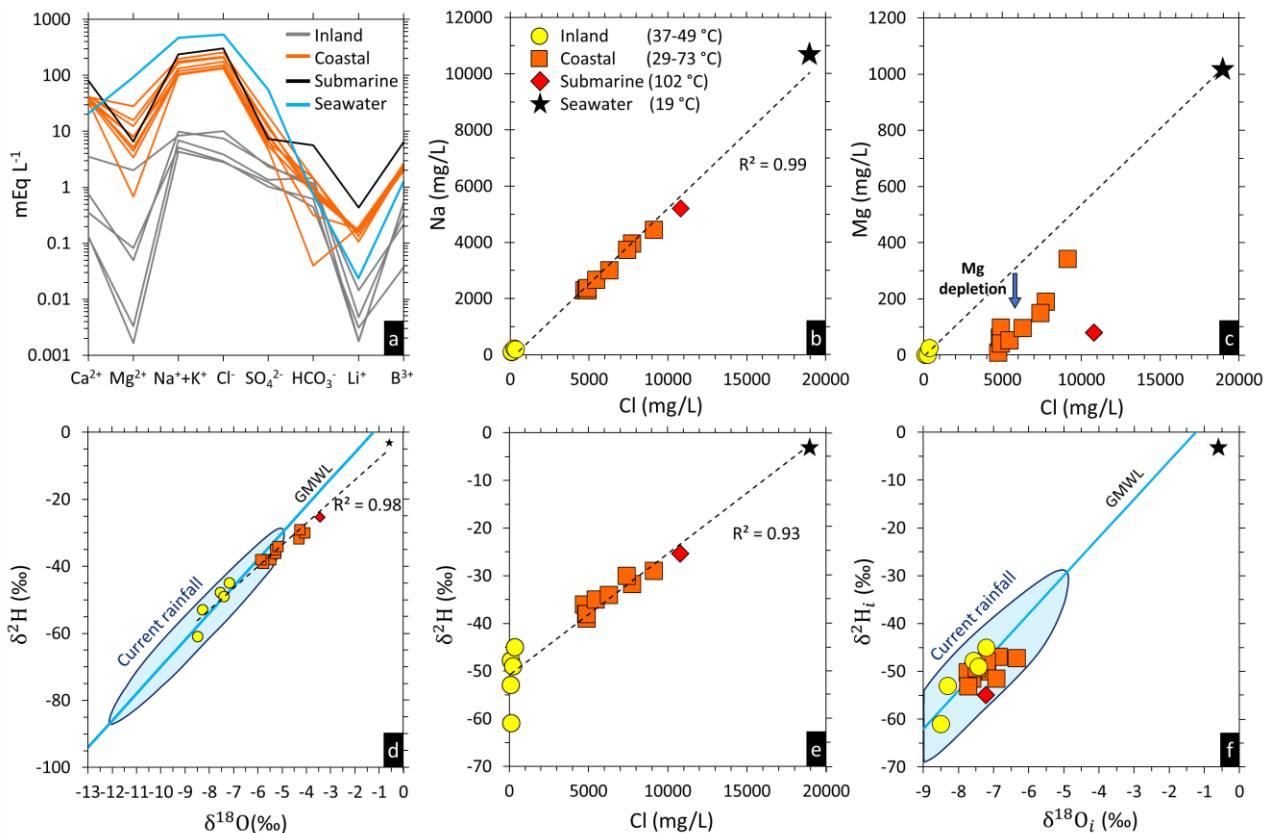 1000
100
10
1
0.1
0.01
0.001
mEq L⁻¹
Inland
Coastal
Submarine
Seawater
a
Ca²⁺ Mg²⁺ Na⁺+K⁺ Cl⁻ SO₄²⁻ HCO₃⁻ Li⁺ B³⁺
12000
10000
8000
6000
4000
2000
0
Na (mg/L)
Inland (37-49 °C)
Coastal (29-73 °C)
Submarine (102 °C)
Seawater (19 °C)
R² = 0.99
b
0 5000 10000 15000 20000
Cl (mg/L)
1200
1000
800
600
400
200
0
Mg (mg/L)
Mg
depletion
c
0 5000 10000 15000 20000
Cl (mg/L)
0
-20
-40
-60
-80
-100
δ²H (‰)
GMWL
R² = 0.98
Current rainfall
d
-13 -12 -11 -10 -9 -8 -7 -6 -5 -4 -3 -2 -1 0
δ¹⁸O(‰)
0
-10
-20
-30
-40
-50
-60
-70
δ²H (‰)
R² = 0.93
e
0 5000 10000 15000 20000
Cl (mg/L)
0
-10
-20
-30
-40
-50
-60
-70
δ²Hᵢ (‰)
GMWL
Current rainfall
f
-9 -8 -7 -6 -5 -4 -3 -2 -1 0
δ¹⁸Oᵢ (‰)